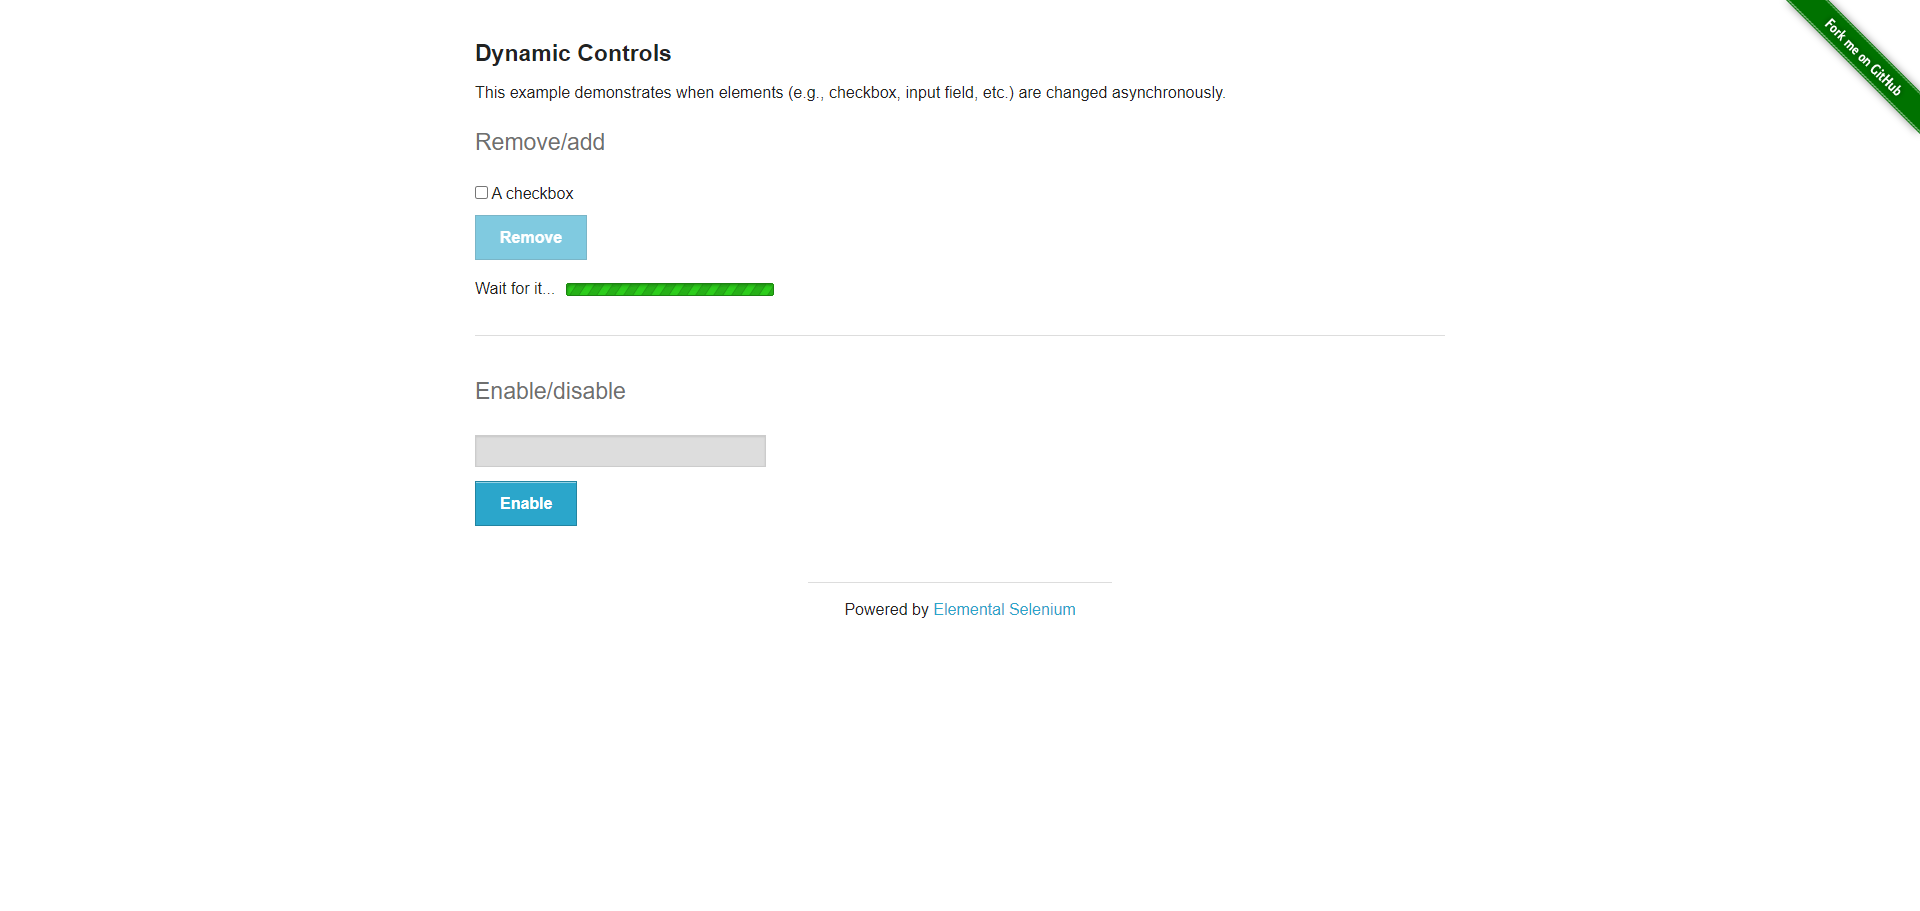 Fork me on GitHub
Dynamic Controls
This example demonstrates when elements (e.g., checkbox, input field, etc.) are changed asynchronously.
Remove/add
A checkbox
Remove
Wait for it...
Enable/disable
Enable
Powered by Elemental Selenium